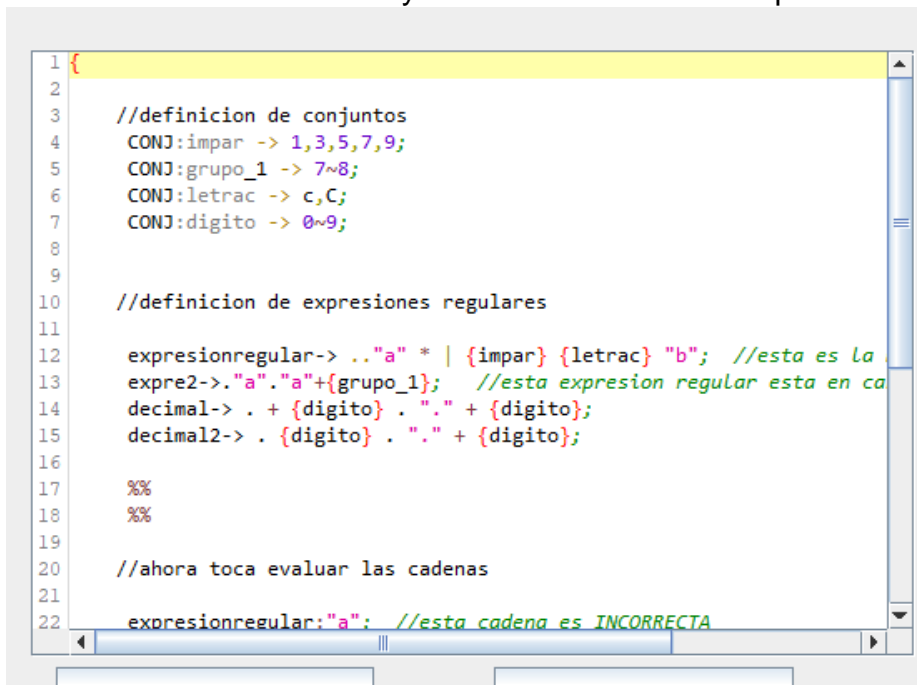 1 {
2
3 //definicion de conjuntos
4 CONJ:impar -> 1,3,5,7,9;
5 CONJ:grupo_1 -> 7~8;
6 CONJ:letrac -> c,C;
7 CONJ:digito -> 0~9;
8
9
10 //definicion de expresiones regulares
11
12 expresionregular-> .."a" * | {impar} {letrac} "b"; //esta es la
13 expre2->."a"."a"+{grupo_1}; //esta expresion regular esta en ca
14 decimal-> . + {digito} . "." + {digito};
15 decimal2-> . {digito} . "." + {digito};
16
17 %%
18 %%
19
20 //ahora toca evaluar las cadenas
21
22 expresionregular:"a"; //esta cadena es INCORRECTA